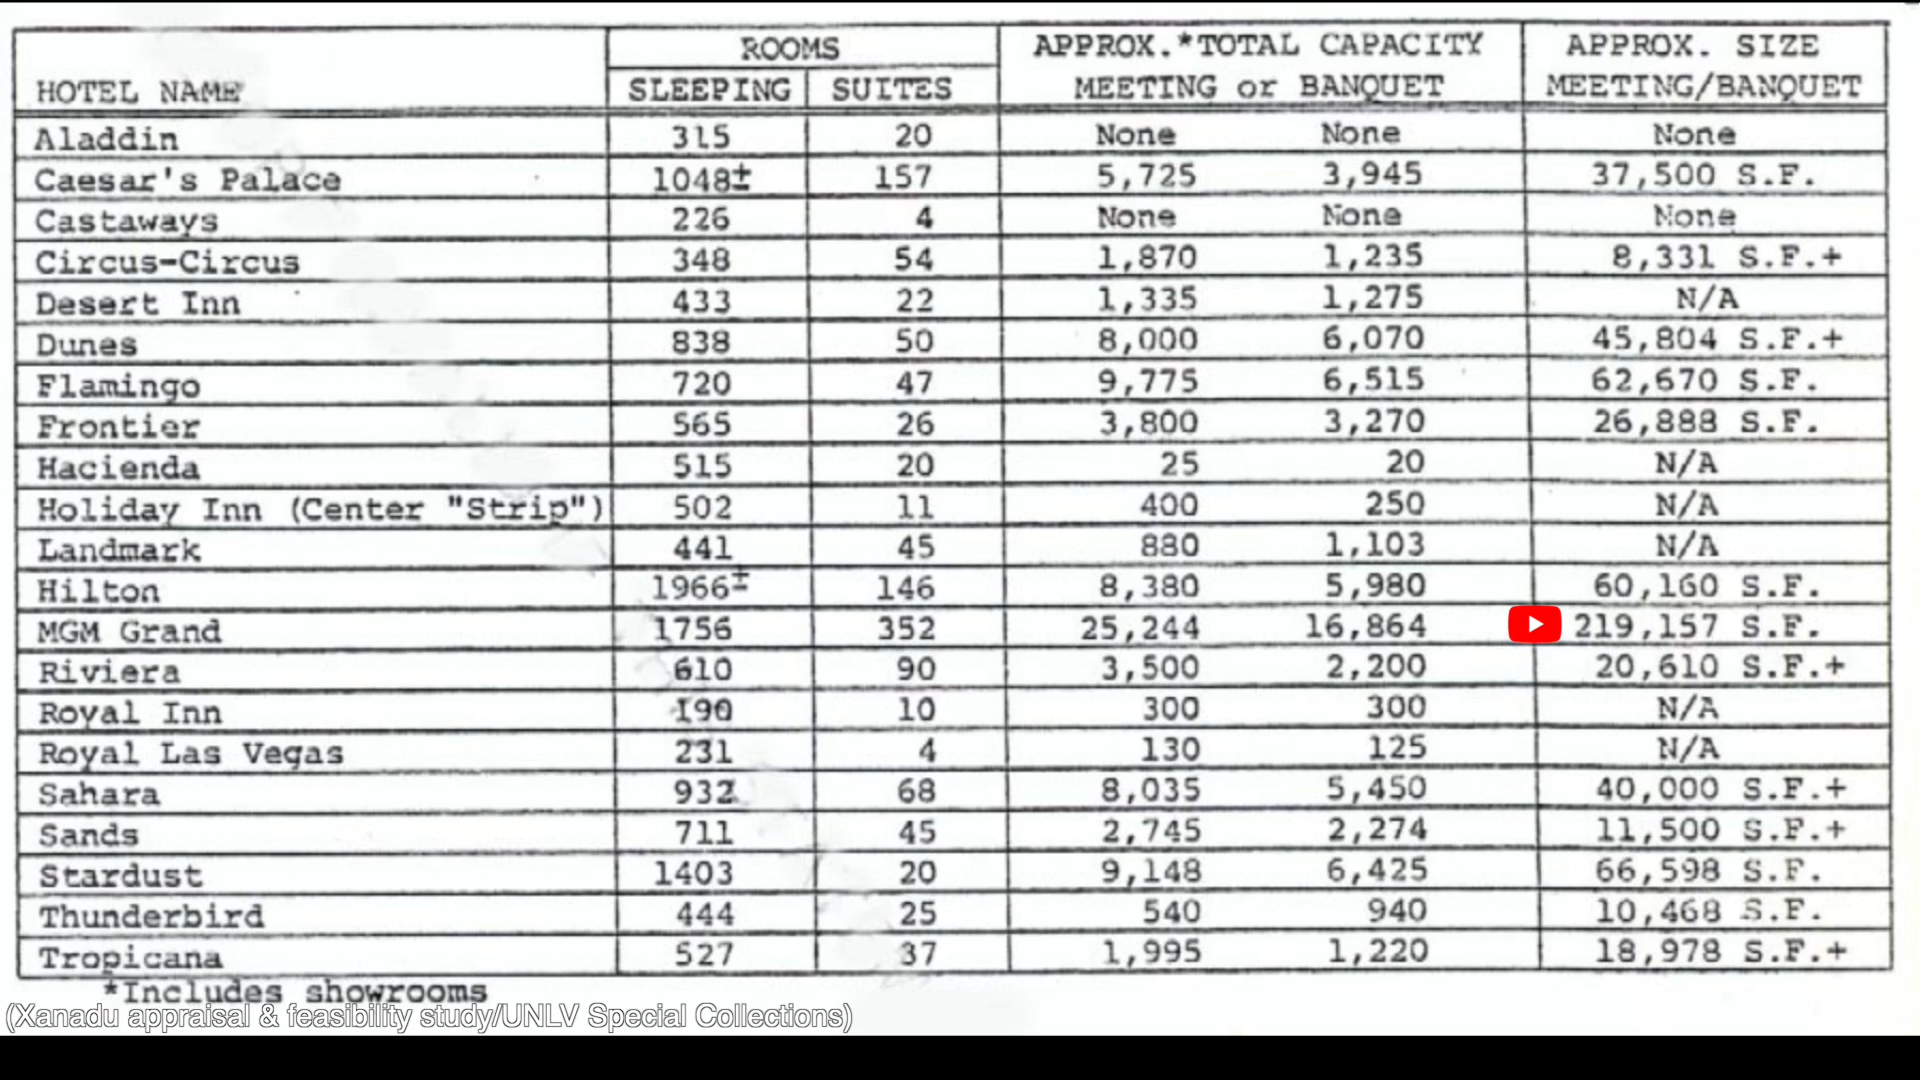 ROOMS APPROX.*TOTAL CAPACITY APPROX. SIZE
HOTEL NAME SLEEPING SUITES MEETING or BANQUET MEETING/BANQUET
Aladdin 315 20 None None None
Caesar's Palace 1048± 157 5,725 3,945 37,500 S.F.
Castaways 226 4 None None None
Circus-Circus 348 54 1,870 1,235 8,331 S.F.+
Desert Inn 433 22 1,335 1,275 N/A
Dunes 838 50 8,000 6,070 45,804 S.F.+
Flamingo 720 47 9,775 6,515 62,670 S.F.
Frontier 565 26 3,800 3,270 26,888 S.F.
Hacienda 515 20 25 20 N/A
Holiday Inn (Center "Strip") 502 11 400 250 N/A
Landmark 441 45 880 1,103 N/A
Hilton 1966± 146 8,380 5,980 60,160 S.F.
MGM Grand 1756 352 25,244 16,864 219,157 S.F.
Riviera 610 90 3,500 2,200 20,610 S.F.+
Royal Inn 190 10 300 300 N/A
Royal Las Vegas 231 4 130 125 N/A
Sahara 932 68 8,035 5,450 40,000 S.F.+
Sands 711 45 2,745 2,274 11,500 S.F.+
Stardust 1403 20 9,148 6,425 66,598 S.F.
Thunderbird 444 25 540 940 10,468 S.F.
Tropicana 527 37 1,995 1,220 18,978 S.F.+
*Includes showrooms
(Xanadu appraisal & feasibility study/UNLV Special Collections)